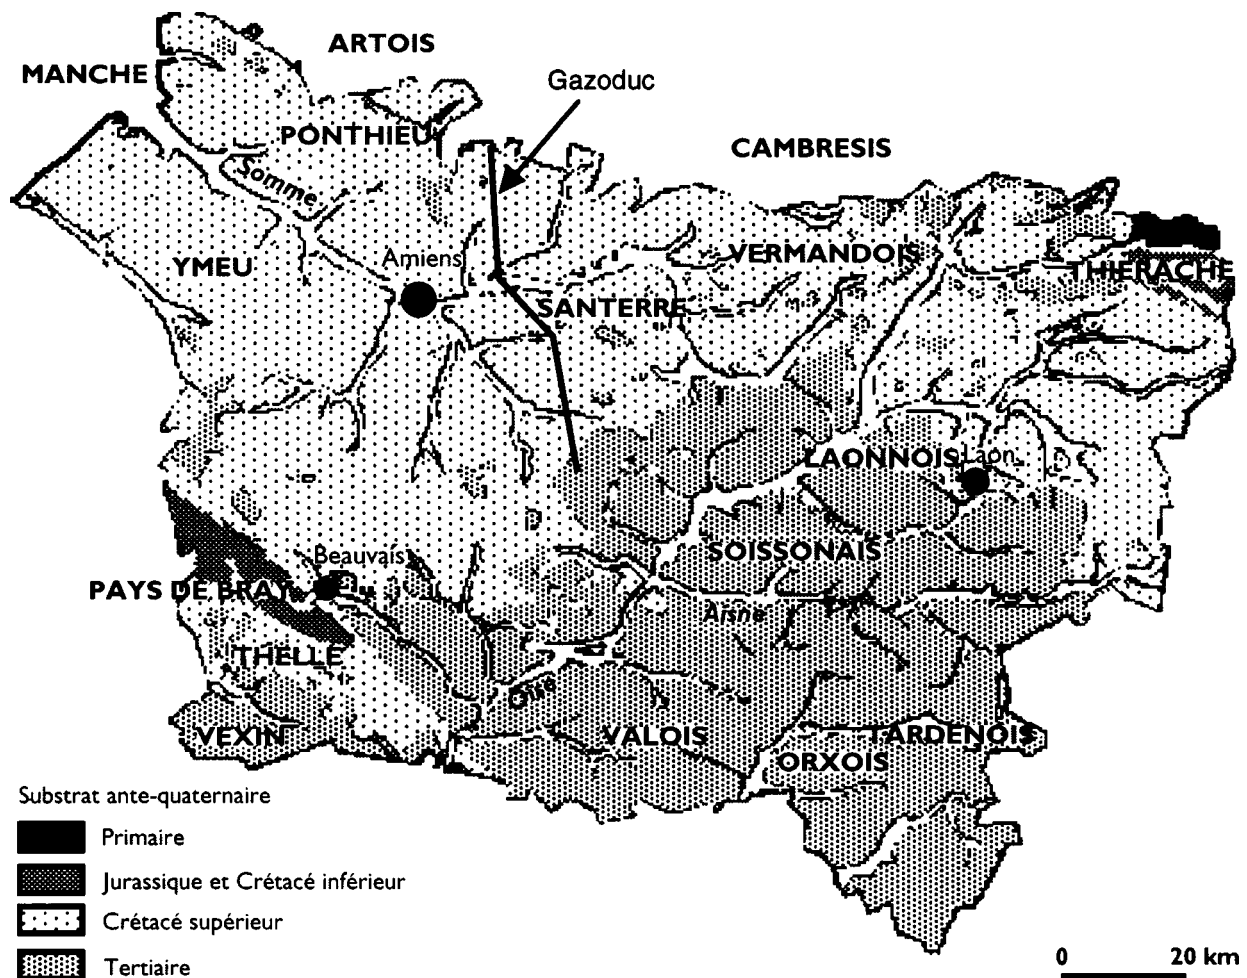 ARTOIS
MANCHE
Gazoduc
PONTHIEU
CAMBRESIS
Somme
VERMANDOIS
YMEU
Amiens
THIERACHE
SANTERRE
LAONNOIS
Laon
SOISSONAIS
Beauvais
PAYS DE BRAY
Aisne
THELLE
Oise
VEXIN
VALOIS
TARDENOIS
ORXOIS
Substrat ante-quaternaire
Primaire
Jurassique et Crétacé inférieur
Crétacé supérieur
Tertiaire
0 20 km